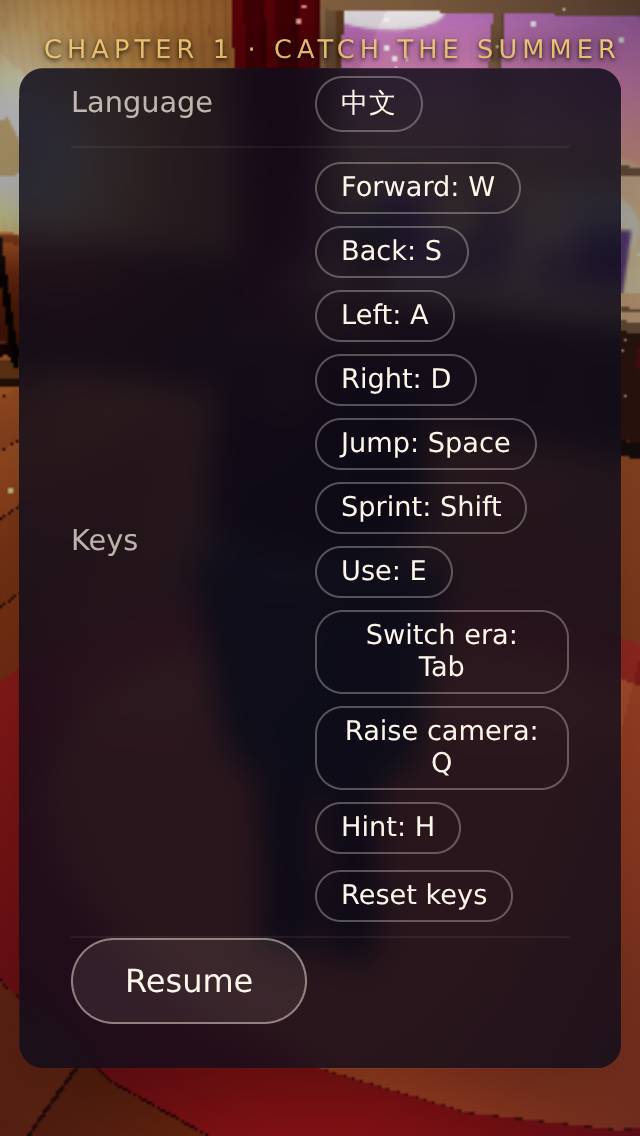 CHAPTER 1 · CATCH THE SUMMER
Language
中文
Keys
Forward: W
Back: S
Left: A
Right: D
Jump: Space
Sprint: Shift
Use: E
Switch era:
Tab
Raise camera:
Q
Hint: H
Reset keys
Resume